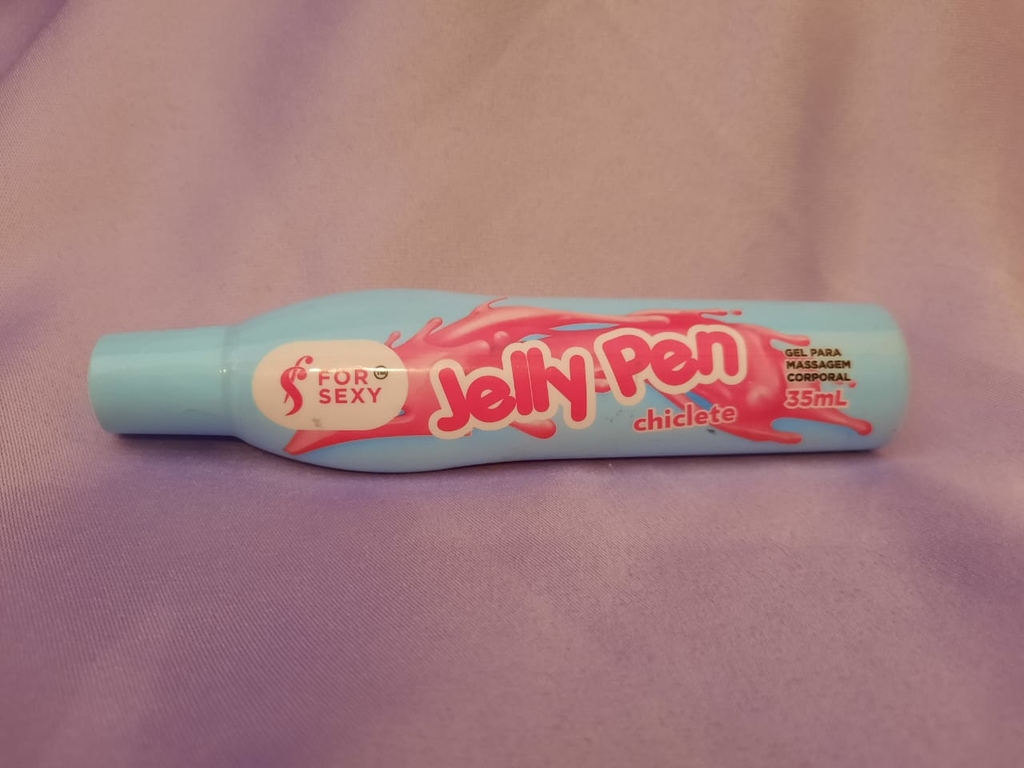 FOR
SEXY
Jelly Pen
chiclete
GEL PARA
MASSAGEM
CORPORAL
35mL